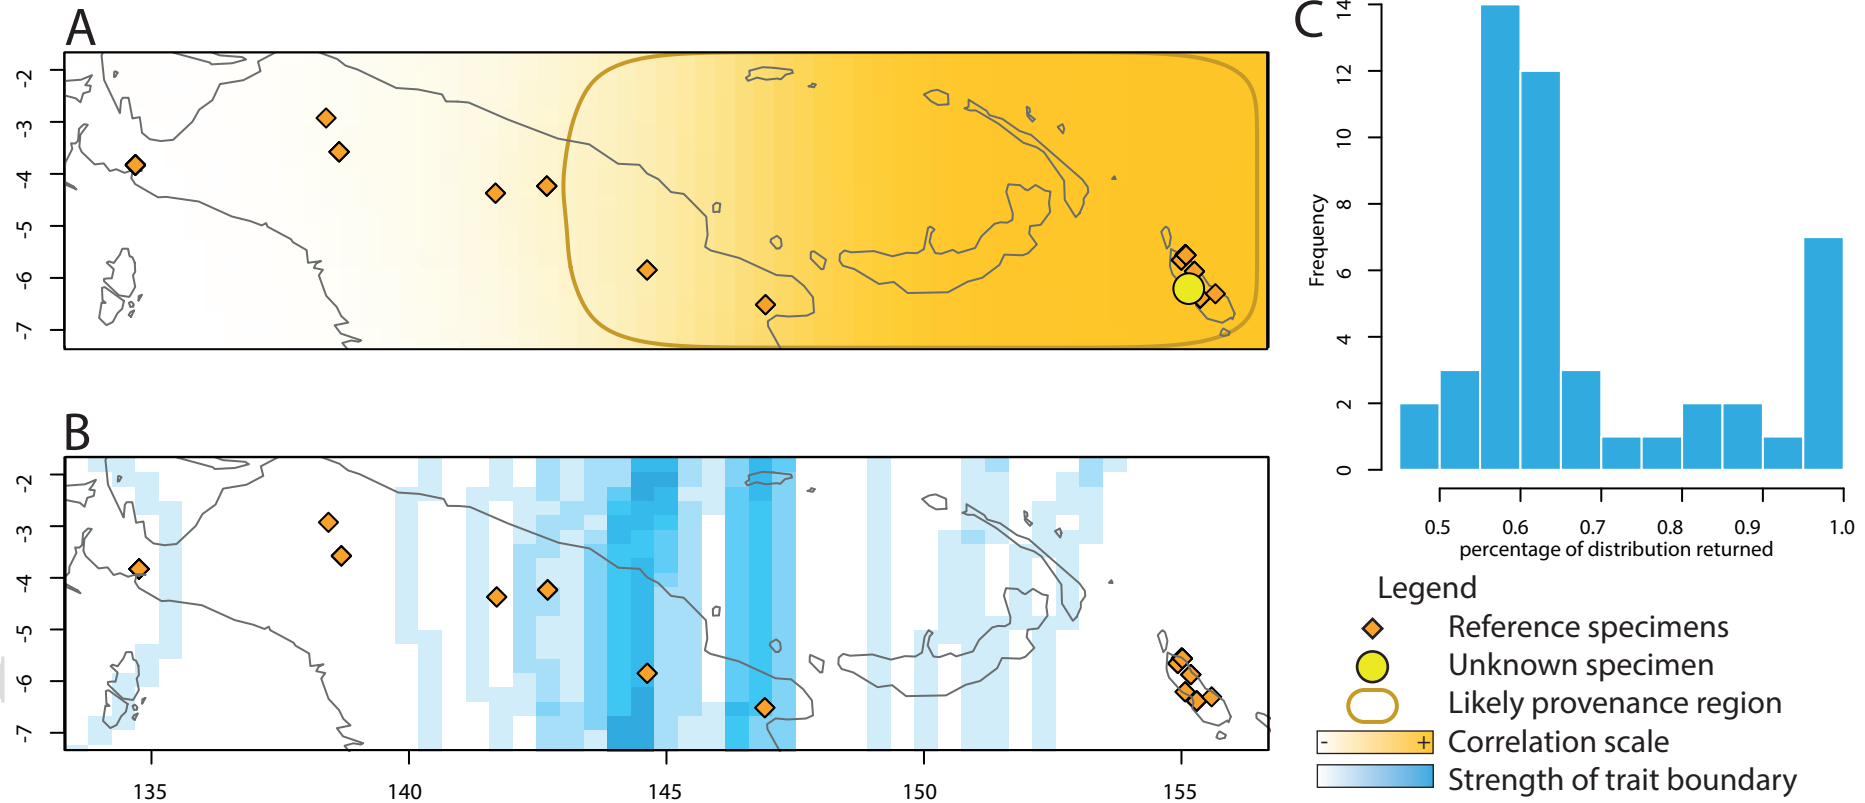 A
-2
-3
-4
-5
-6
-7
B
-2
-3
-4
-5
-6
-7
135 140 145 150 155
C
Frequency
14
12
10
8
6
4
2
0
0.5 0.6 0.7 0.8 0.9 1.0
percentage of distribution returned
Legend
Reference specimens
Unknown specimen
Likely provenance region
- + Correlation scale
Strength of trait boundary